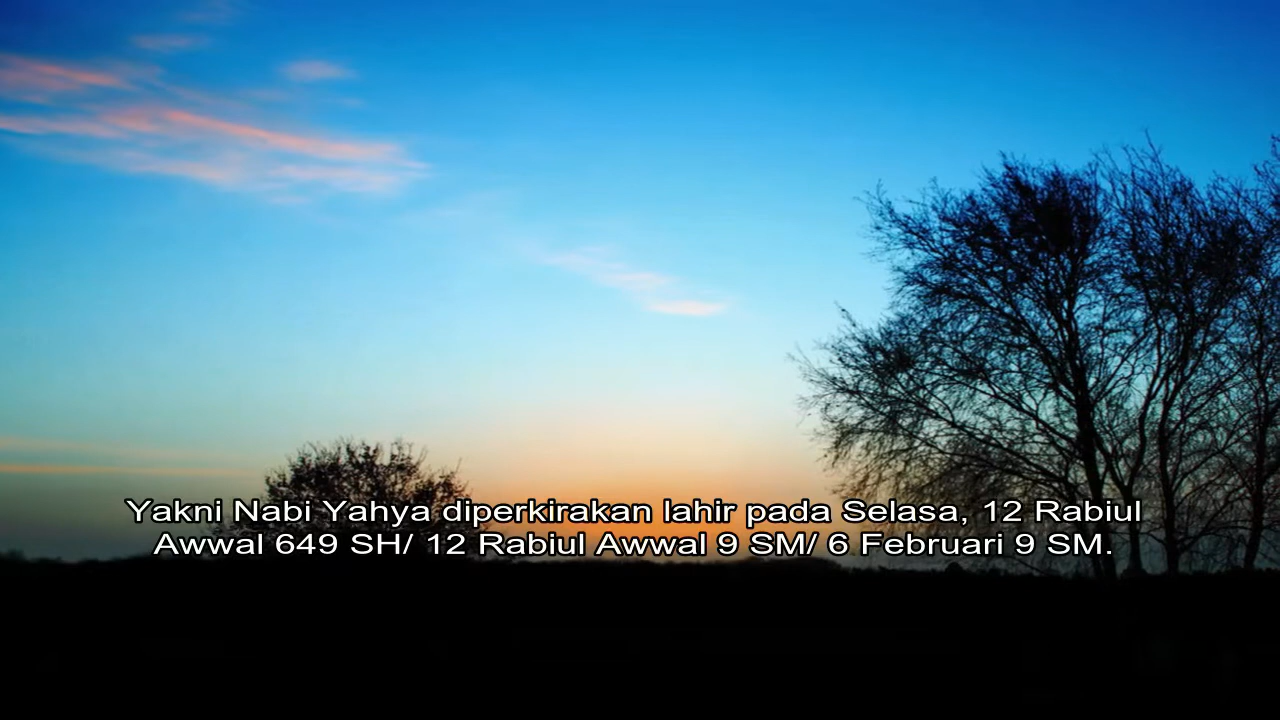 Yakni Nabi Yahya diperkirakan lahir pada Selasa, 12 Rabiul
Awwal 649 SH/ 12 Rabiul Awwal 9 SM/ 6 Februari 9 SM.